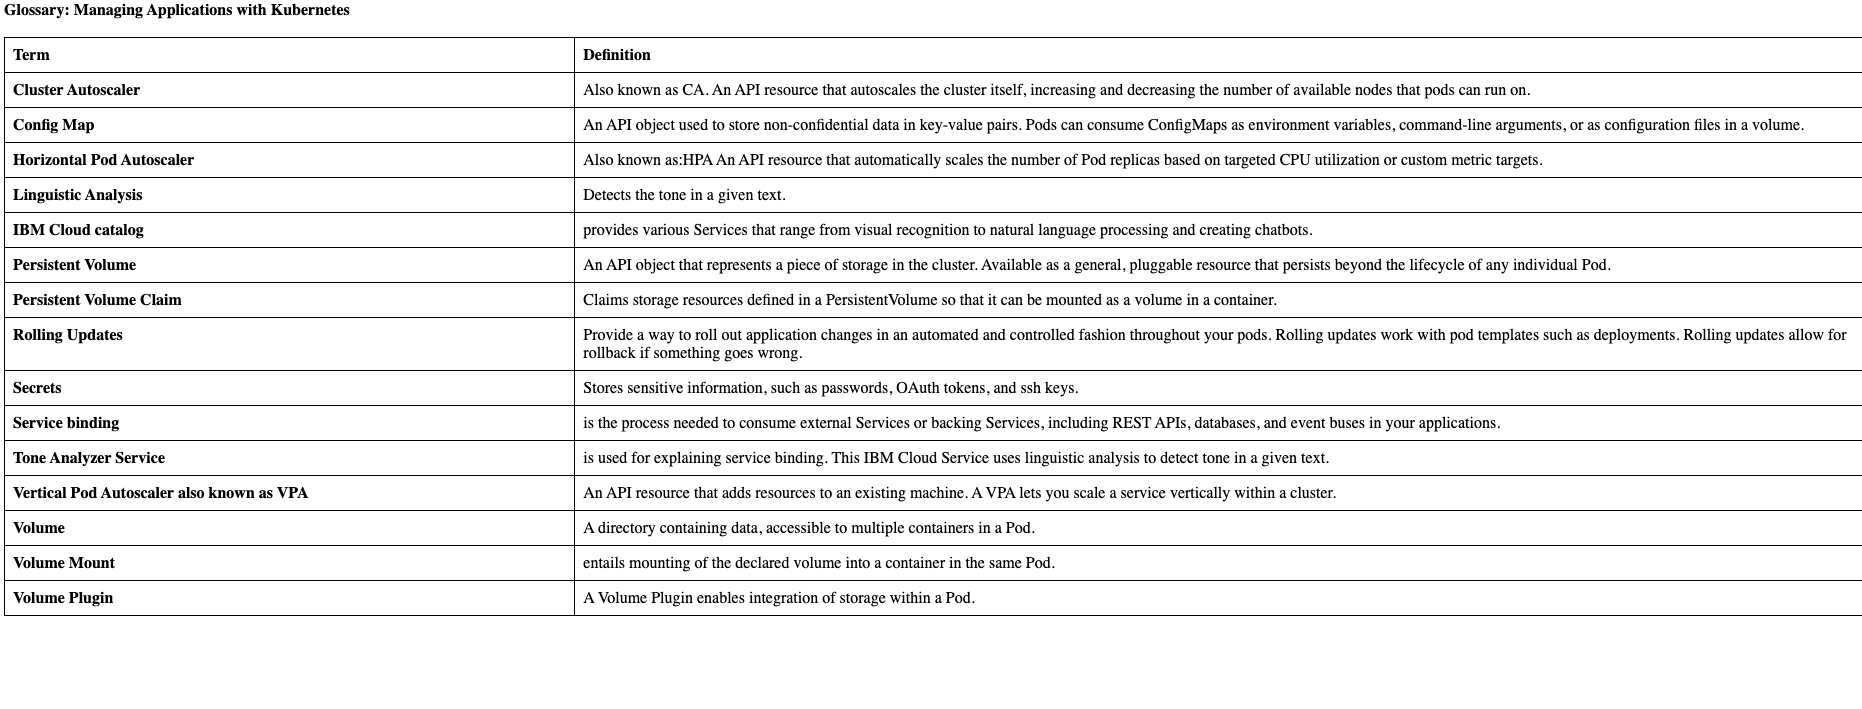 Glossary: Managing Applications with Kubernetes
Term Definition
Cluster Autoscaler Also known as CA. An API resource that autoscales the cluster itself, increasing and decreasing the number of available nodes that pods can run on.
Config Map An API object used to store non-confidential data in key-value pairs. Pods can consume ConfigMaps as environment variables, command-line arguments, or as configuration files in a volume.
Horizontal Pod Autoscaler Also known as:HPA An API resource that automatically scales the number of Pod replicas based on targeted CPU utilization or custom metric targets.
Linguistic Analysis Detects the tone in a given text.
IBM Cloud catalog provides various Services that range from visual recognition to natural language processing and creating chatbots.
Persistent Volume An API object that represents a piece of storage in the cluster. Available as a general, pluggable resource that persists beyond the lifecycle of any individual Pod.
Persistent Volume Claim Claims storage resources defined in a PersistentVolume so that it can be mounted as a volume in a container.
Rolling Updates Provide a way to roll out application changes in an automated and controlled fashion throughout your pods. Rolling updates work with pod templates such as deployments. Rolling updates allow for
rollback if something goes wrong.
Secrets Stores sensitive information, such as passwords, OAuth tokens, and ssh keys.
Service binding is the process needed to consume external Services or backing Services, including REST APIs, databases, and event buses in your applications.
Tone Analyzer Service is used for explaining service binding. This IBM Cloud Service uses linguistic analysis to detect tone in a given text.
Vertical Pod Autoscaler also known as VPA An API resource that adds resources to an existing machine. A VPA lets you scale a service vertically within a cluster.
Volume A directory containing data, accessible to multiple containers in a Pod.
Volume Mount entails mounting of the declared volume into a container in the same Pod.
Volume Plugin A Volume Plugin enables integration of storage within a Pod.